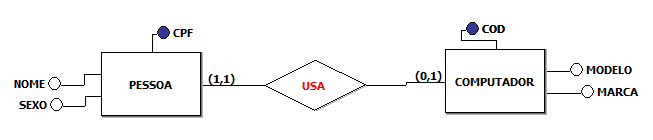 CPF
COD
NOME
SEXO
PESSOA
(1,1)
USA
(0,1)
COMPUTADOR
MODELO
MARCA